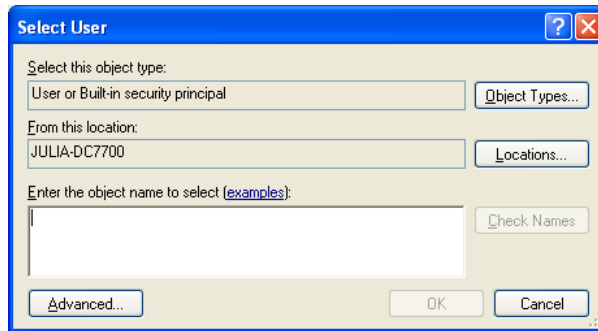 Select User
Select this object type:
User or Built-in security principal
Object Types...
From this location:
JULIA-DC7700
Locations...
Enter the object name to select (examples):
Check Names
Advanced...
OK
Cancel